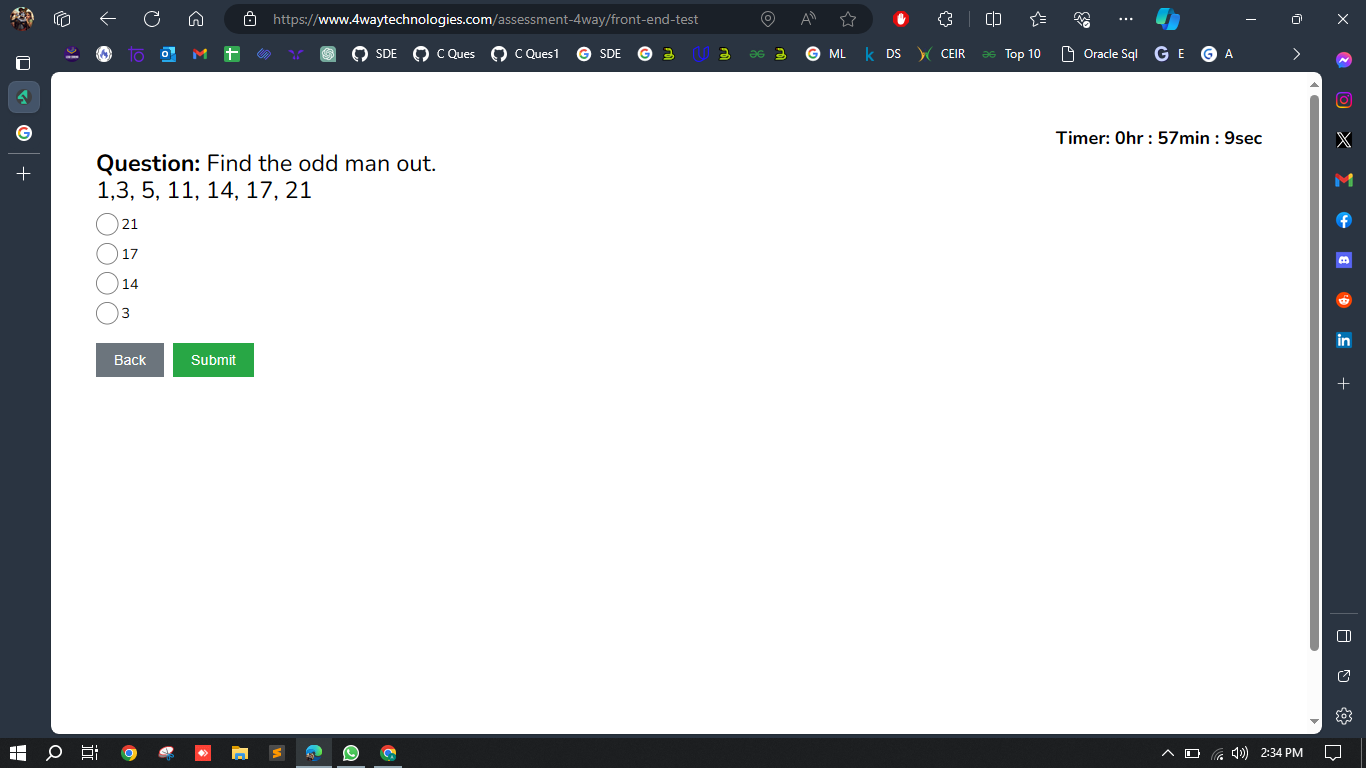 https://www.4waytechnologies.com/assessment-4way/front-end-test
SDE
C Ques
C Ques1
SDE
ML
DS
CEIR
Top 10
Oracle Sql
E
A
Timer: 0hr : 57min : 9sec
Question: Find the odd man out.
1,3, 5, 11, 14, 17, 21
21
17
14
3
Back
Submit
2:34 PM